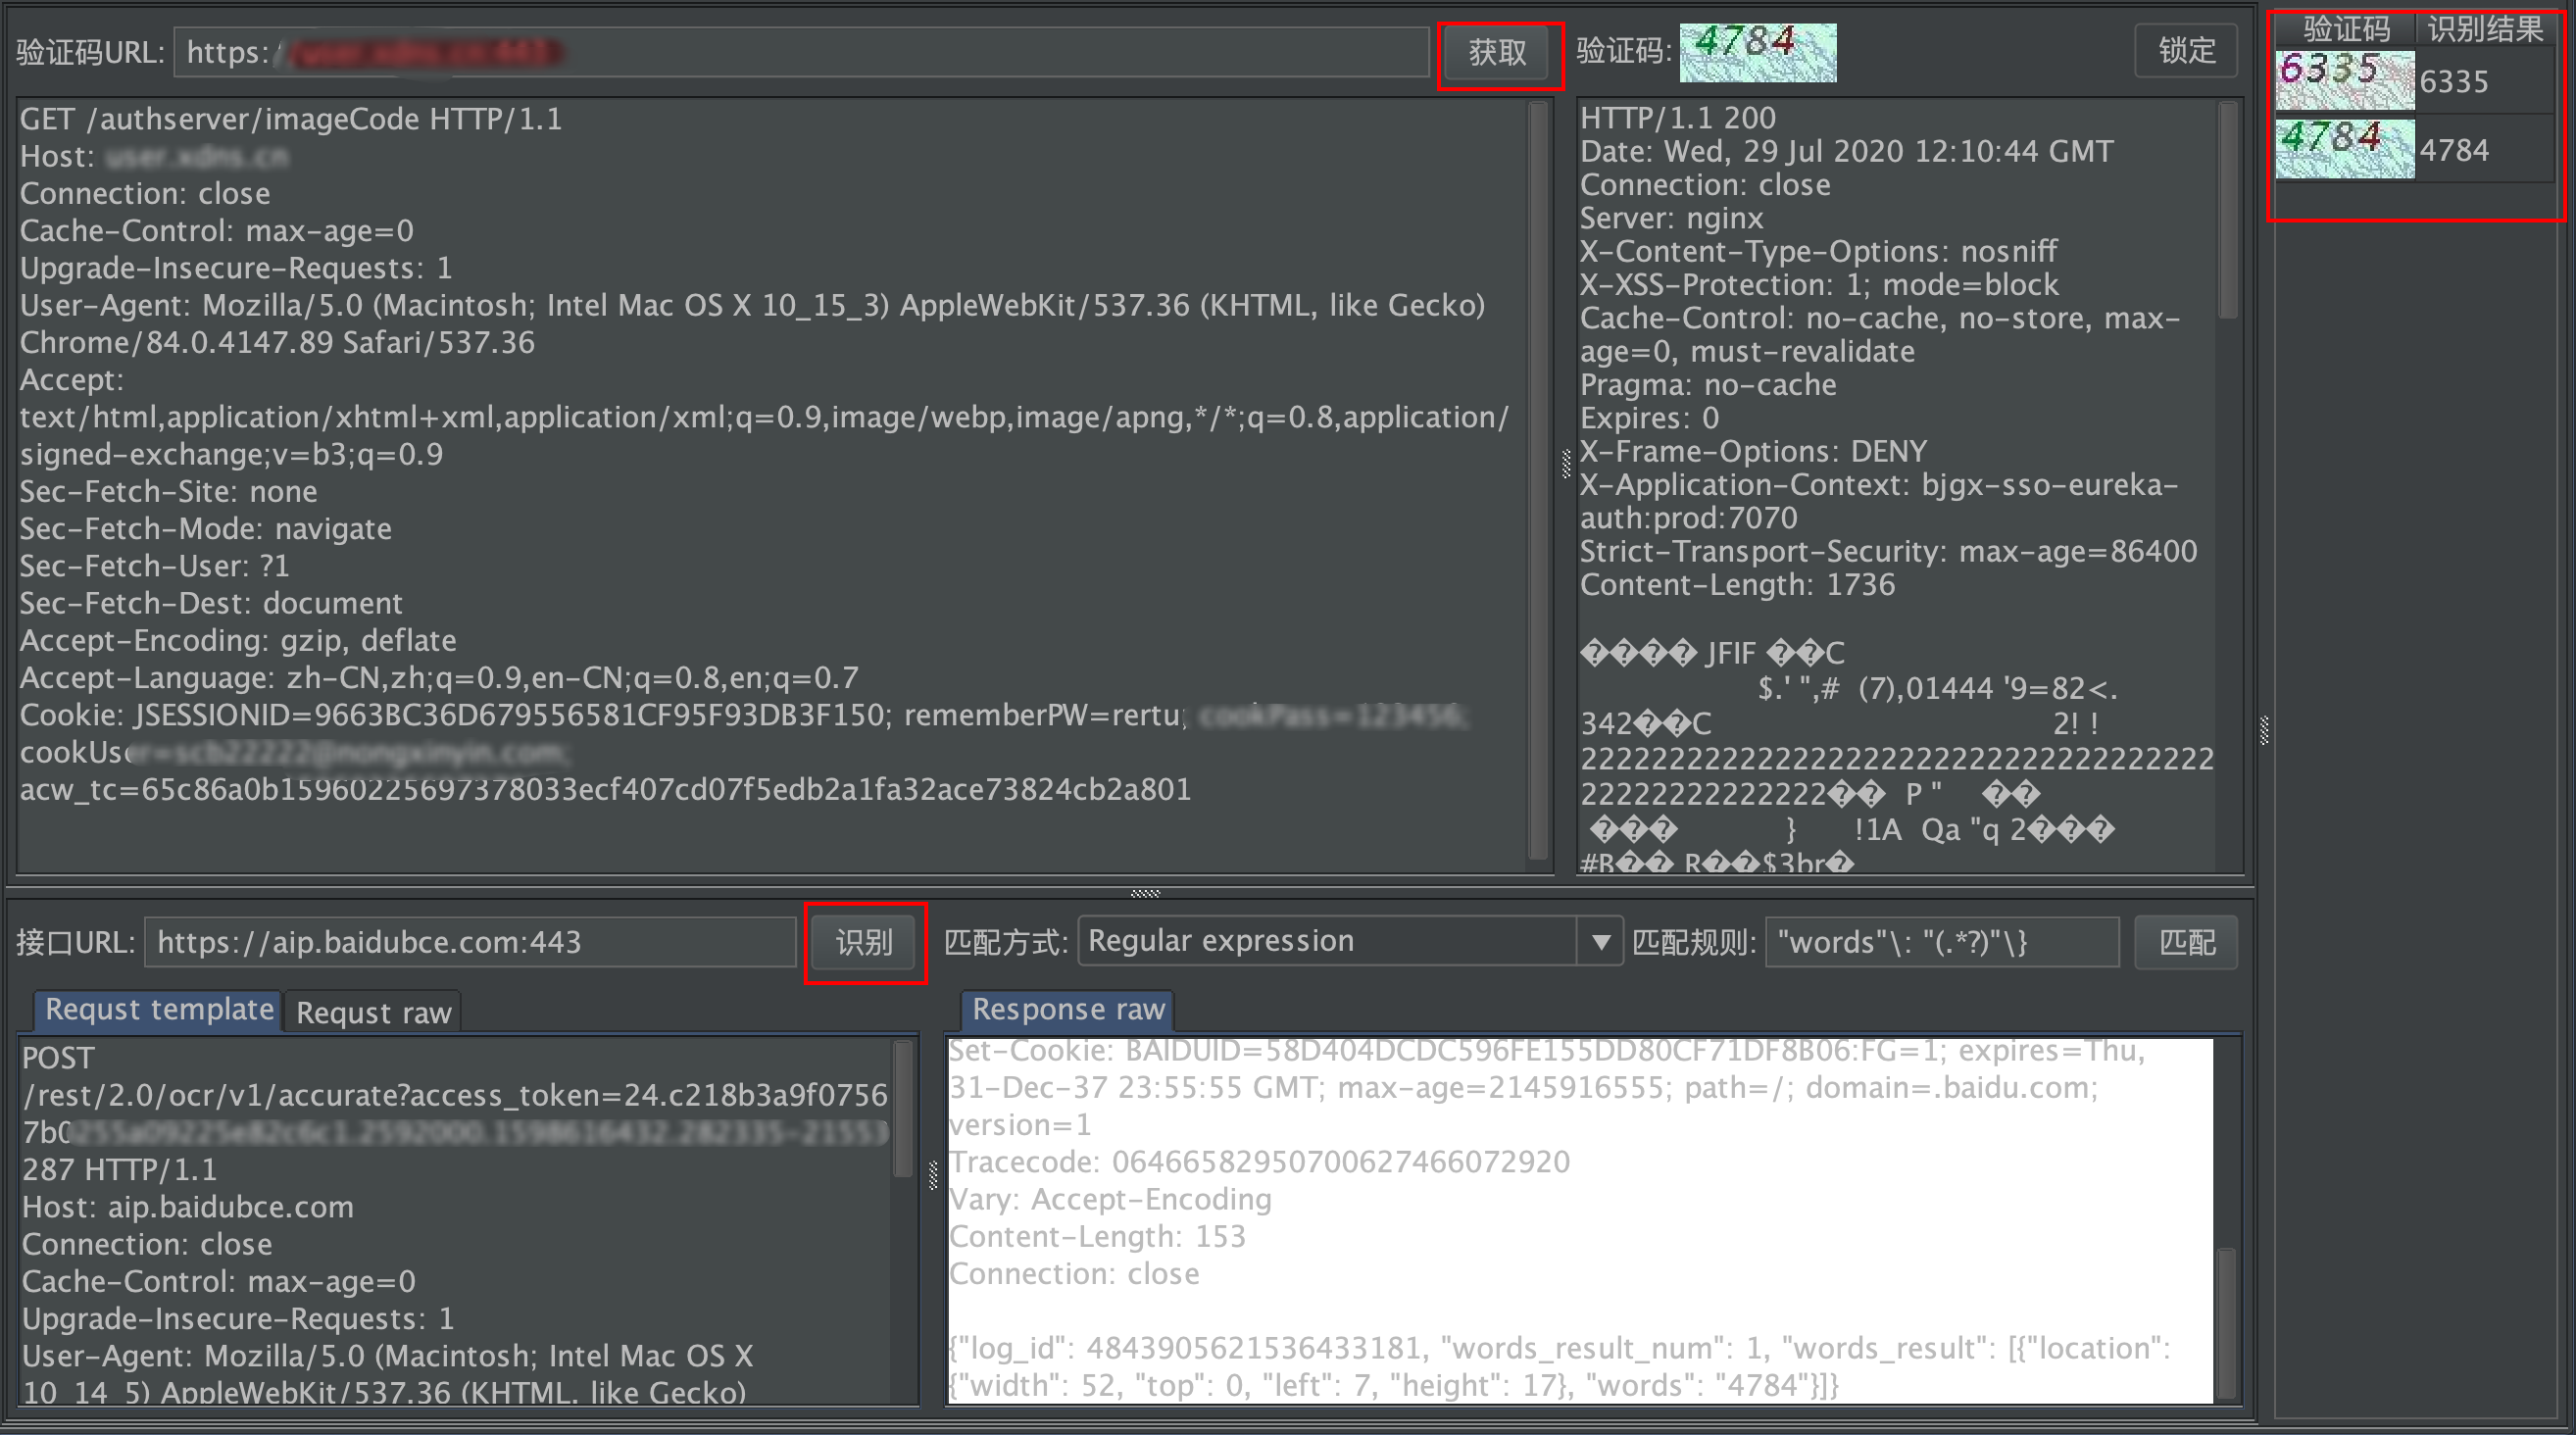 验证码URL: https:/
获取
验证码: 4784
锁定
GET /authserver/imageCode HTTP/1.1
Host:
Connection: close
Cache-Control: max-age=0
Upgrade-Insecure-Requests: 1
User-Agent: Mozilla/5.0 (Macintosh; Intel Mac OS X 10_15_3) AppleWebKit/537.36 (KHTML, like Gecko)
Chrome/84.0.4147.89 Safari/537.36
Accept:
text/html,application/xhtml+xml,application/xml;q=0.9,image/webp,image/apng,*/*;q=0.8,application/
signed-exchange;v=b3;q=0.9
Sec-Fetch-Site: none
Sec-Fetch-Mode: navigate
Sec-Fetch-User: ?1
Sec-Fetch-Dest: document
Accept-Encoding: gzip, deflate
Accept-Language: zh-CN,zh;q=0.9,en-CN;q=0.8,en;q=0.7
Cookie: JSESSIONID=9663BC36D679556581CF95F93DB3F150; rememberPW=rertu;
cookUse
acw_tc=65c86a0b15960225697378033ecf407cd07f5edb2a1fa32ace73824cb2a801
HTTP/1.1 200
Date: Wed, 29 Jul 2020 12:10:44 GMT
Connection: close
Server: nginx
X-Content-Type-Options: nosniff
X-XSS-Protection: 1; mode=block
Cache-Control: no-cache, no-store, max-
age=0, must-revalidate
Pragma: no-cache
Expires: 0
X-Frame-Options: DENY
X-Application-Context: bjgx-sso-eureka-
auth:prod:7070
Strict-Transport-Security: max-age=86400
Content-Length: 1736
���� JFIF ��C
$.' ",# (7),01444 '9=82<.
342��C 2! !
2222222222222222222222222222222222
2222222222222�� P " ��
��� } !1A Qa "q 2���
#B�� R��$3br�
验证码 识别结果
6335 6335
4784 4784
接口URL: https://aip.baidubce.com:443
识别
匹配方式: Regular expression
匹配规则: "words"\: "(.*?)"\}
匹配
Requst template
Requst raw
POST
/rest/2.0/ocr/v1/accurate?access_token=24.c218b3a9f0756
7b0
287 HTTP/1.1
Host: aip.baidubce.com
Connection: close
Cache-Control: max-age=0
Upgrade-Insecure-Requests: 1
User-Agent: Mozilla/5.0 (Macintosh; Intel Mac OS X
10_14_5) AppleWebKit/537.36 (KHTML, like Gecko)
Response raw
Set-Cookie: BAIDUID=58D404DCDC596FE155DD80CF71DF8B06:FG=1; expires=Thu,
31-Dec-37 23:55:55 GMT; max-age=2145916555; path=/; domain=.baidu.com;
version=1
Tracecode: 06466582950700627466072920
Vary: Accept-Encoding
Content-Length: 153
Connection: close
{"log_id": 4843905621536433181, "words_result_num": 1, "words_result": [{"location":
{"width": 52, "top": 0, "left": 7, "height": 17}, "words": "4784"}]}